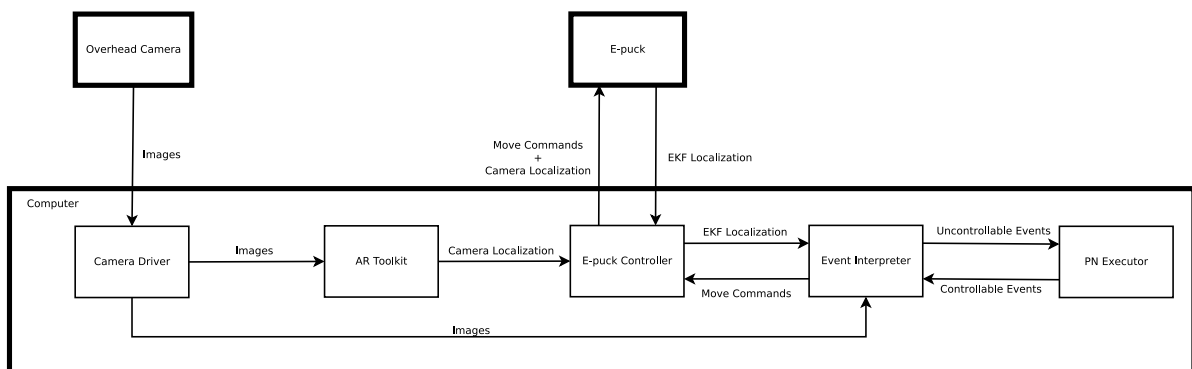 Overhead Camera
E-puck
Images
Move Commands
+
Camera Localization
EKF Localization
Computer
Camera Driver
Images
AR Toolkit
Camera Localization
E-puck Controller
EKF Localization
Move Commands
Event Interpreter
Uncontrollable Events
Controllable Events
PN Executor
Images